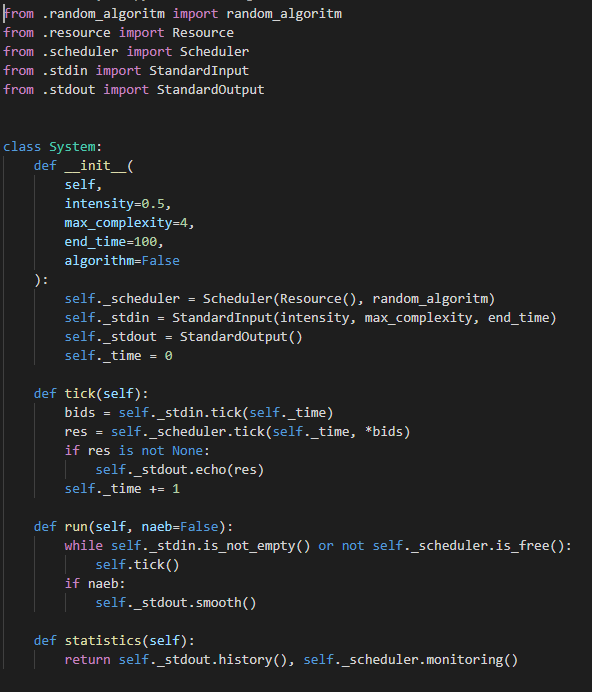 from .random_algoritm import random_algoritm
from .resource import Resource
from .scheduler import Scheduler
from .stdin import StandardInput
from .stdout import StandardOutput


class System:
    def __init__(
        self,
        intensity=0.5,
        max_complexity=4,
        end_time=100,
        algorithm=False
    ):
        self._scheduler = Scheduler(Resource(), random_algoritm)
        self._stdin = StandardInput(intensity, max_complexity, end_time)
        self._stdout = StandardOutput()
        self._time = 0

    def tick(self):
        bids = self._stdin.tick(self._time)
        res = self._scheduler.tick(self._time, *bids)
        if res is not None:
            self._stdout.echo(res)
        self._time += 1

    def run(self, naeb=False):
        while self._stdin.is_not_empty() or not self._scheduler.is_free():
            self.tick()
        if naeb:
            self._stdout.smooth()

    def statistics(self):
        return self._stdout.history(), self._scheduler.monitoring()